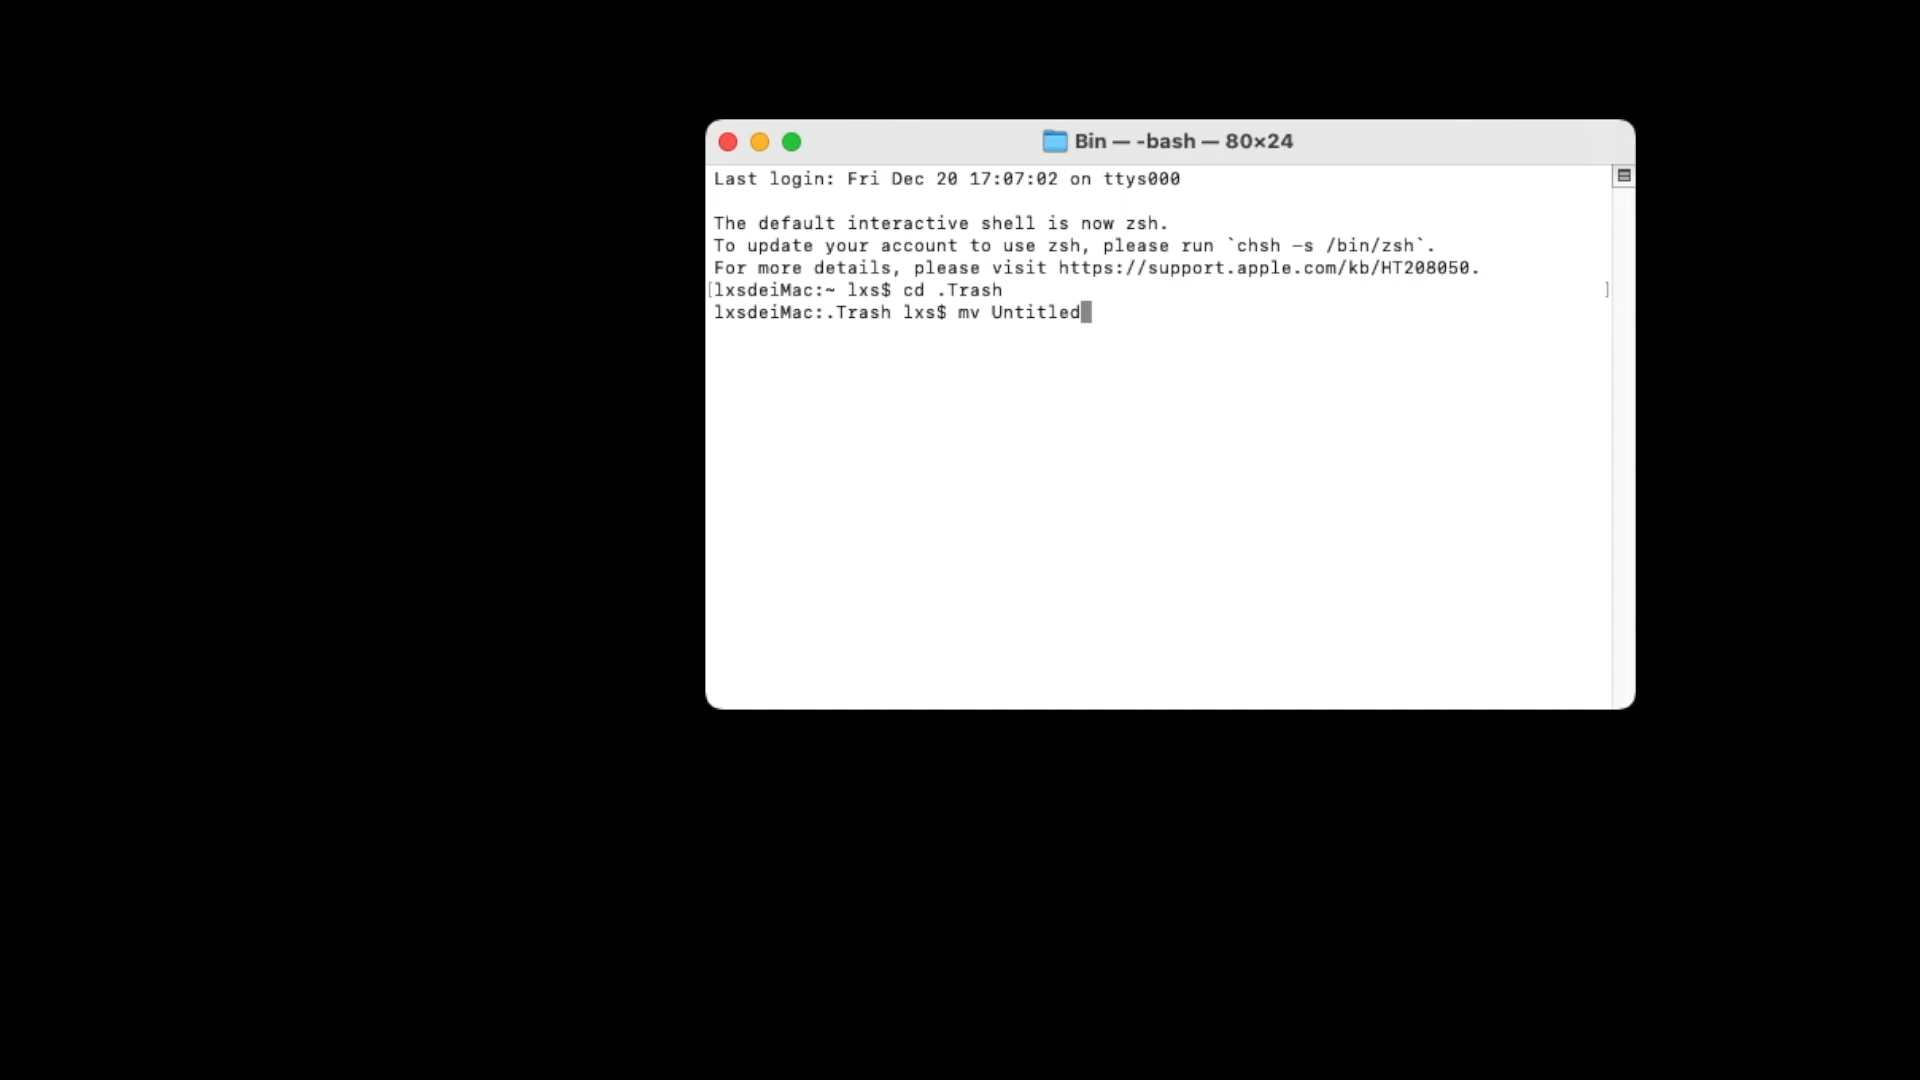 Bin — -bash — 80×24
Last login: Fri Dec 20 17:07:02 on ttys000
The default interactive shell is now zsh.
To update your account to use zsh, please run `chsh -s /bin/zsh`.
For more details, please visit https://support.apple.com/kb/HT208050.
[lxsdeiMac:~ lxs$ cd .Trash ]
lxsdeiMac:.Trash lxs$ mv Untitled